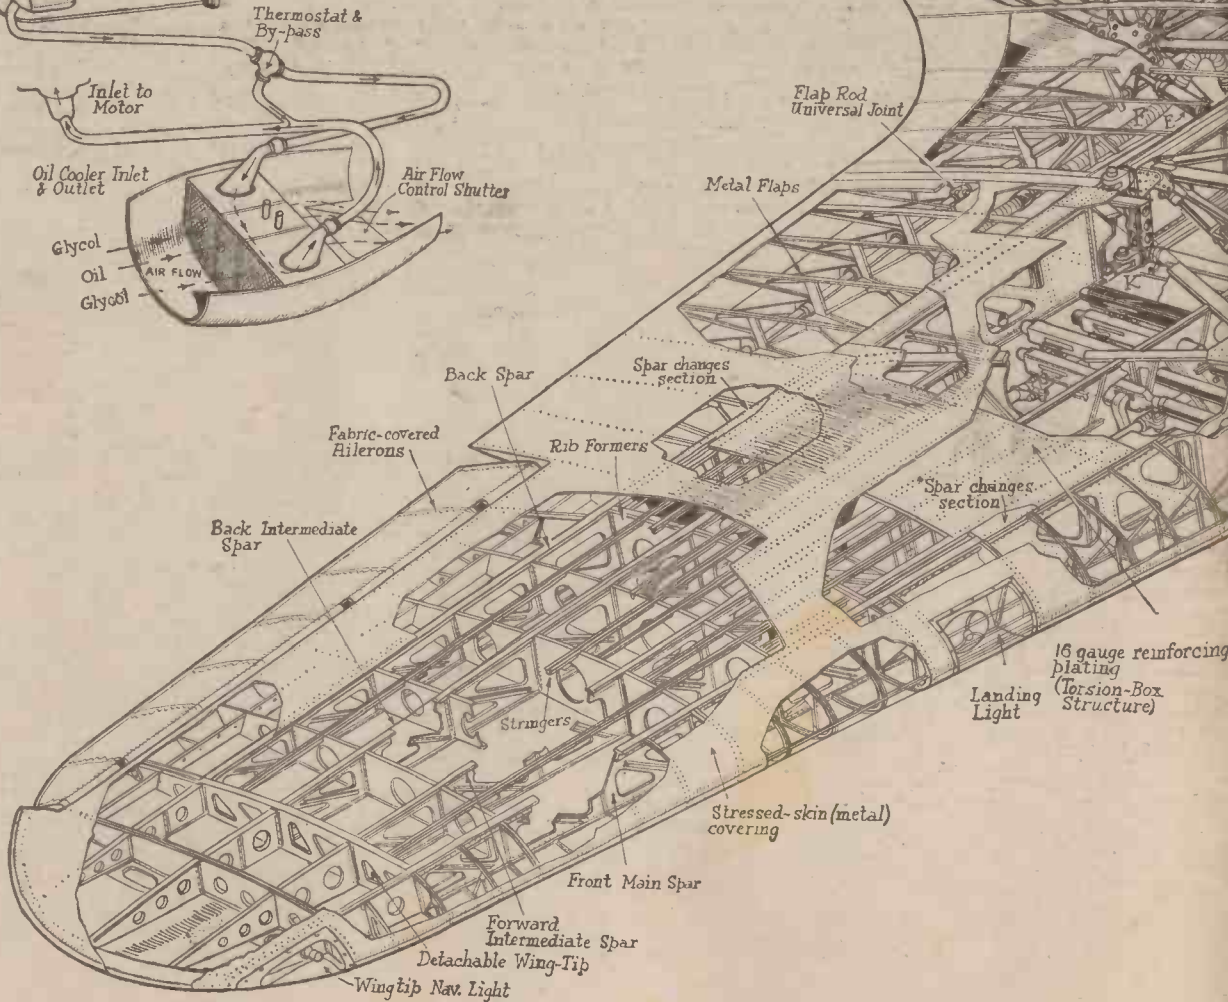 Thermostat &
By-pass
Inlet to
Motor
Oil Cooler Inlet
& Outlet
Air Flow
Control Shutter
Glycol
Oil
Glycol
AIR FLOW
Flap Rod
Universal Joint
F
E
Metal Flaps
K
Spar changes
section
Back Spar
Fabric-covered
Ailerons
Rib Formers
Spar changes
section
Back Intermediate
Spar
Stringers
16 gauge reinforcing
plating
(Torsion-Box
Structure)
Landing
Light
Stressed-skin (metal)
covering
Front Main Spar
Forward
Intermediate Spar
Detachable Wing-Tip
Wingtip Nav. Light